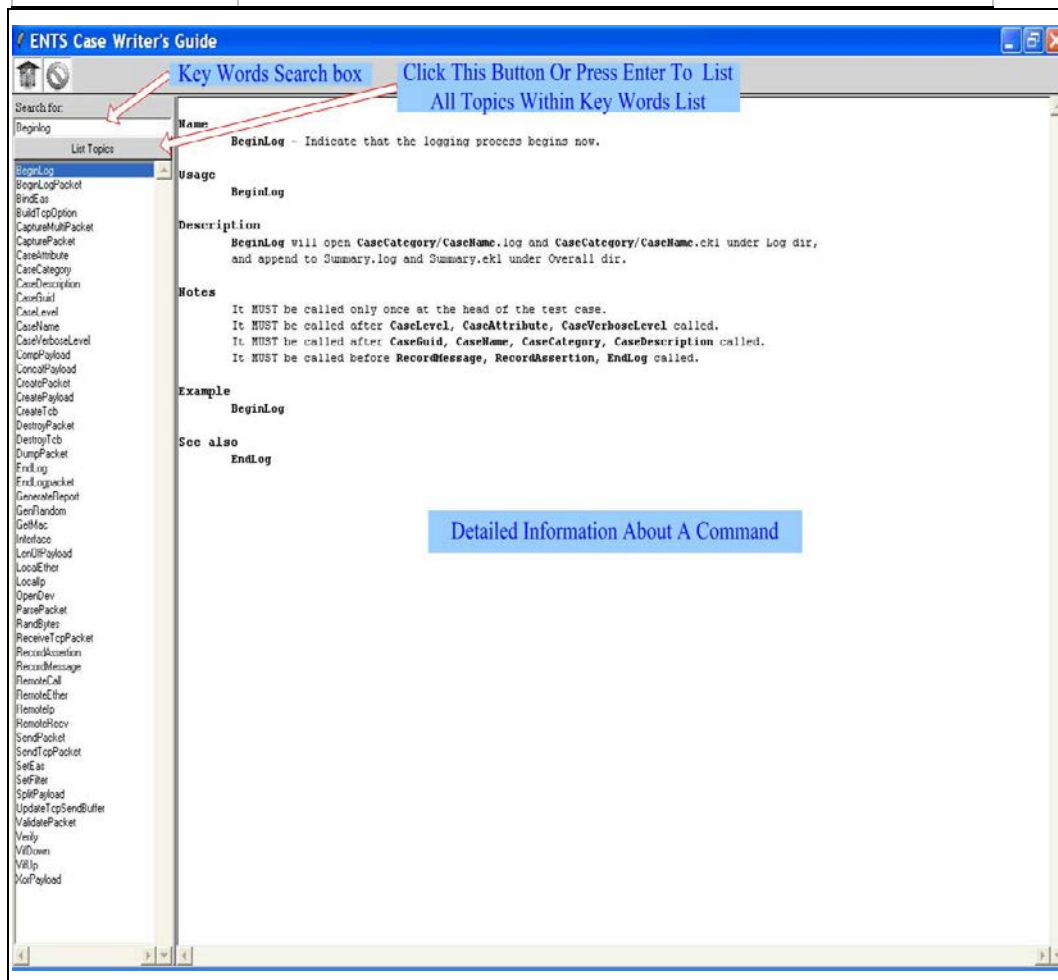 ENTS Case Writer's Guide
Key Words Search box
Click This Button Or Press Enter To List
All Topics Within Key Words List
Search for:
Beginlog
List Topics
BeginLog
BeginLogPacket
BindEas
BuildTcpOption
CaptureMultiPacket
CapturePacket
CaseAttribute
CaseCategory
CaseDescription
CaseGuid
CaseLevel
CaseName
CaseVerboseLevel
CompPayload
ConcatPayload
CreatePacket
CreatePayload
CreateTcb
DestroyPacket
DestroyTcb
DumpPacket
EndLog
EndLogpacket
GenerateReport
GenRandom
GetMac
Interface
LenOfPayload
LocalEther
LocalIp
OpenDev
ParsePacket
RandBytes
ReceiveTcpPacket
RecordAssertion
RecordMessage
RemoteCall
RemoteEther
RemoteIp
RemoteRecv
SendPacket
SendTcpPacket
SetEas
SetFilter
SplitPayload
UpdateTcpSendBuffer
ValidatePacket
Verify
VifDown
VifUp
XorPayload
Name
BeginLog - Indicate that the logging process begins now.
Usage
BeginLog
Description
BeginLog will open CaseCategory/CaseName.log and CaseCategory/CaseName.ekl under Log dir,
and append to Summary.log and Summary.ekl under Overall dir.
Notes
It MUST be called only once at the head of the test case.
It MUST be called after CaseLevel, CaseAttribute, CaseVerboseLevel called.
It MUST be called after CaseGuid, CaseName, CaseCategory, CaseDescription called.
It MUST be called before RecordMessage, RecordAssertion, EndLog called.
Example
BeginLog
See also
EndLog
Detailed Information About A Command